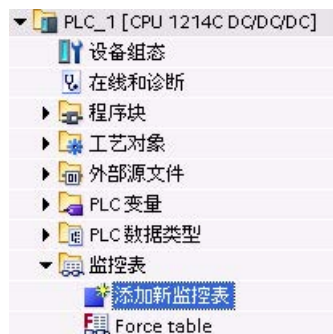 PLC_1 [CPU 1214C DC/DC/DC]
设备组态
在线和诊断
程序块
工艺对象
外部源文件
PLC 变量
PLC 数据类型
监控表
添加新监控表
Force table